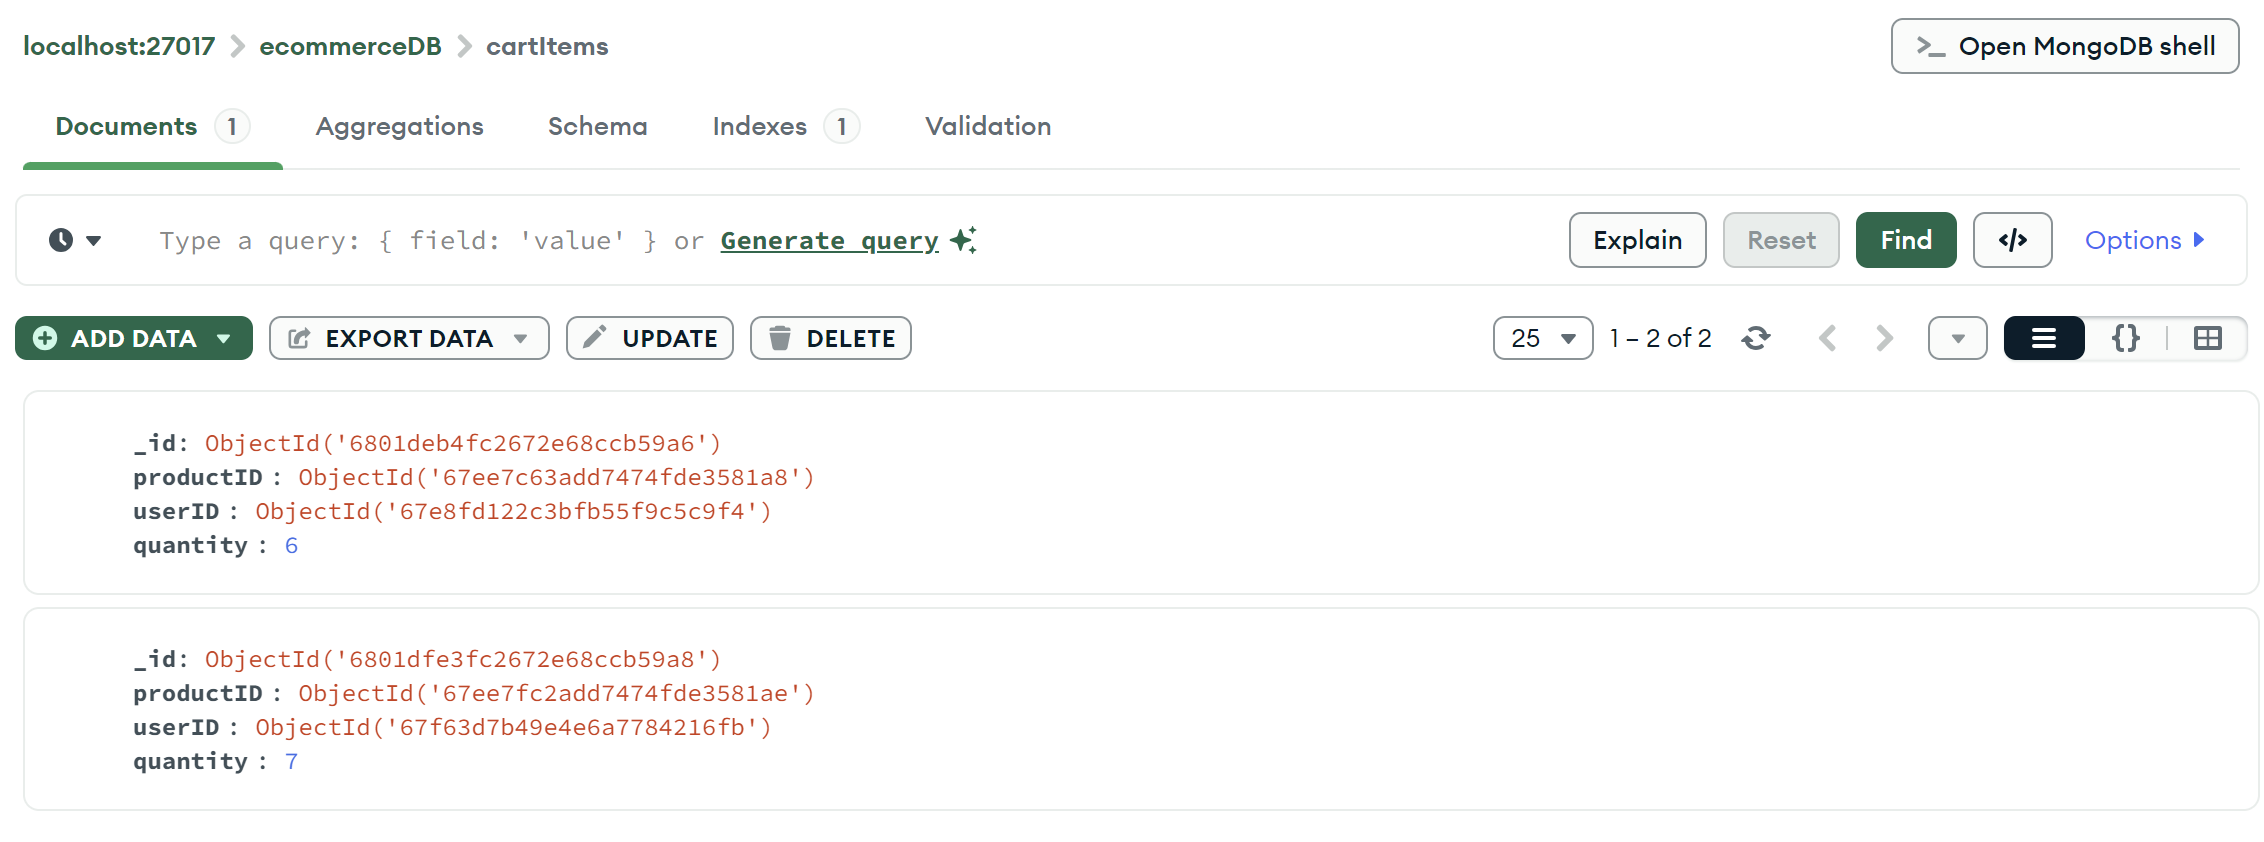 localhost:27017 > ecommerceDB > cartItems
>_ Open MongoDB shell
Documents 1 Aggregations Schema Indexes 1 Validation
Type a query: { field: 'value' } or Generate query
Explain Reset Find </> Options
ADD DATA EXPORT DATA UPDATE DELETE 25 1 – 2 of 2 {}
_id: ObjectId('6801deb4fc2672e68ccb59a6')
productID : ObjectId('67ee7c63add7474fde3581a8')
userID : ObjectId('67e8fd122c3bfb55f9c5c9f4')
quantity : 6
_id: ObjectId('6801dfe3fc2672e68ccb59a8')
productID : ObjectId('67ee7fc2add7474fde3581ae')
userID : ObjectId('67f63d7b49e4e6a7784216fb')
quantity : 7